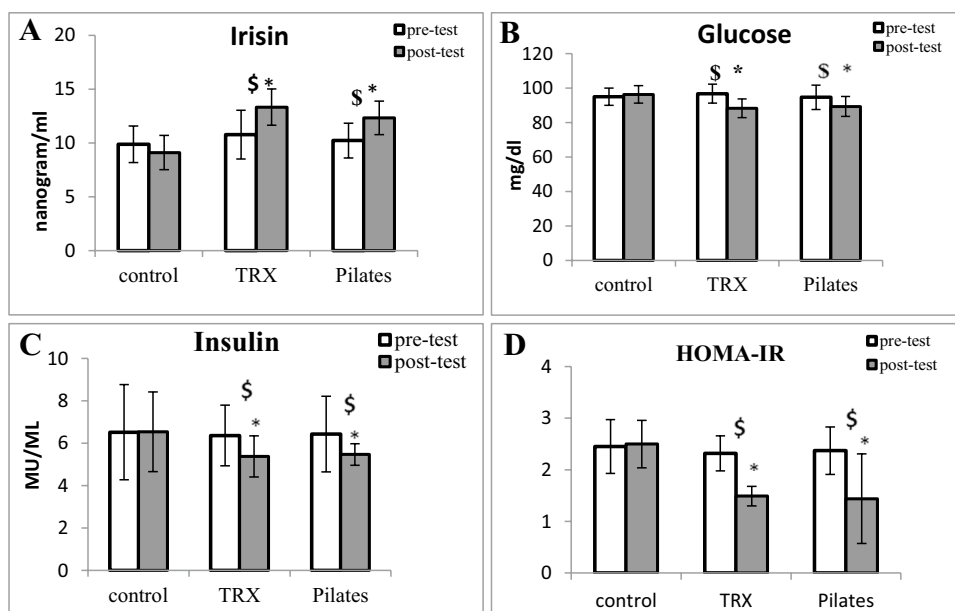 A
Irisin
pre-test
post-test
20
15
10
5
0
nanogram/ml
$ *
$ *
control TRX Pilates
B
Glucose
pre-test
post-test
120
100
80
60
40
20
0
mg/dl
$ *
$ *
control TRX Pilates
C
Insulin
pre-test
post-test
10
8
6
4
2
0
MU/ML
$
*
$
*
control TRX Pilates
D
HOMA-IR
pre-test
post-test
4
3
2
1
0
$
*
$
*
control TRX Pilates